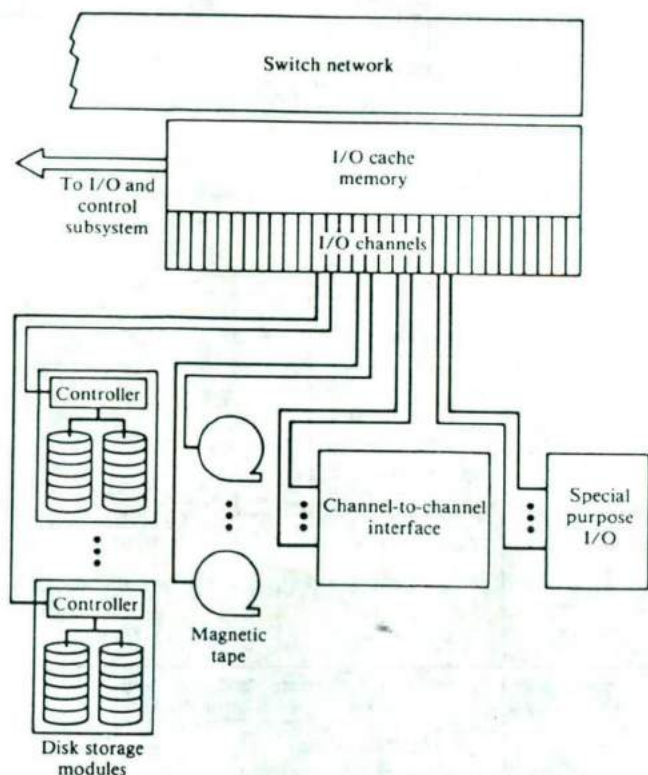 Switch network
I/O cache
memory
To I/O and
control
subsystem
I/O channels
Controller
Channel-to-channel
interface
Special
purpose
I/O
Controller
Magnetic
tape
Disk storage
modules